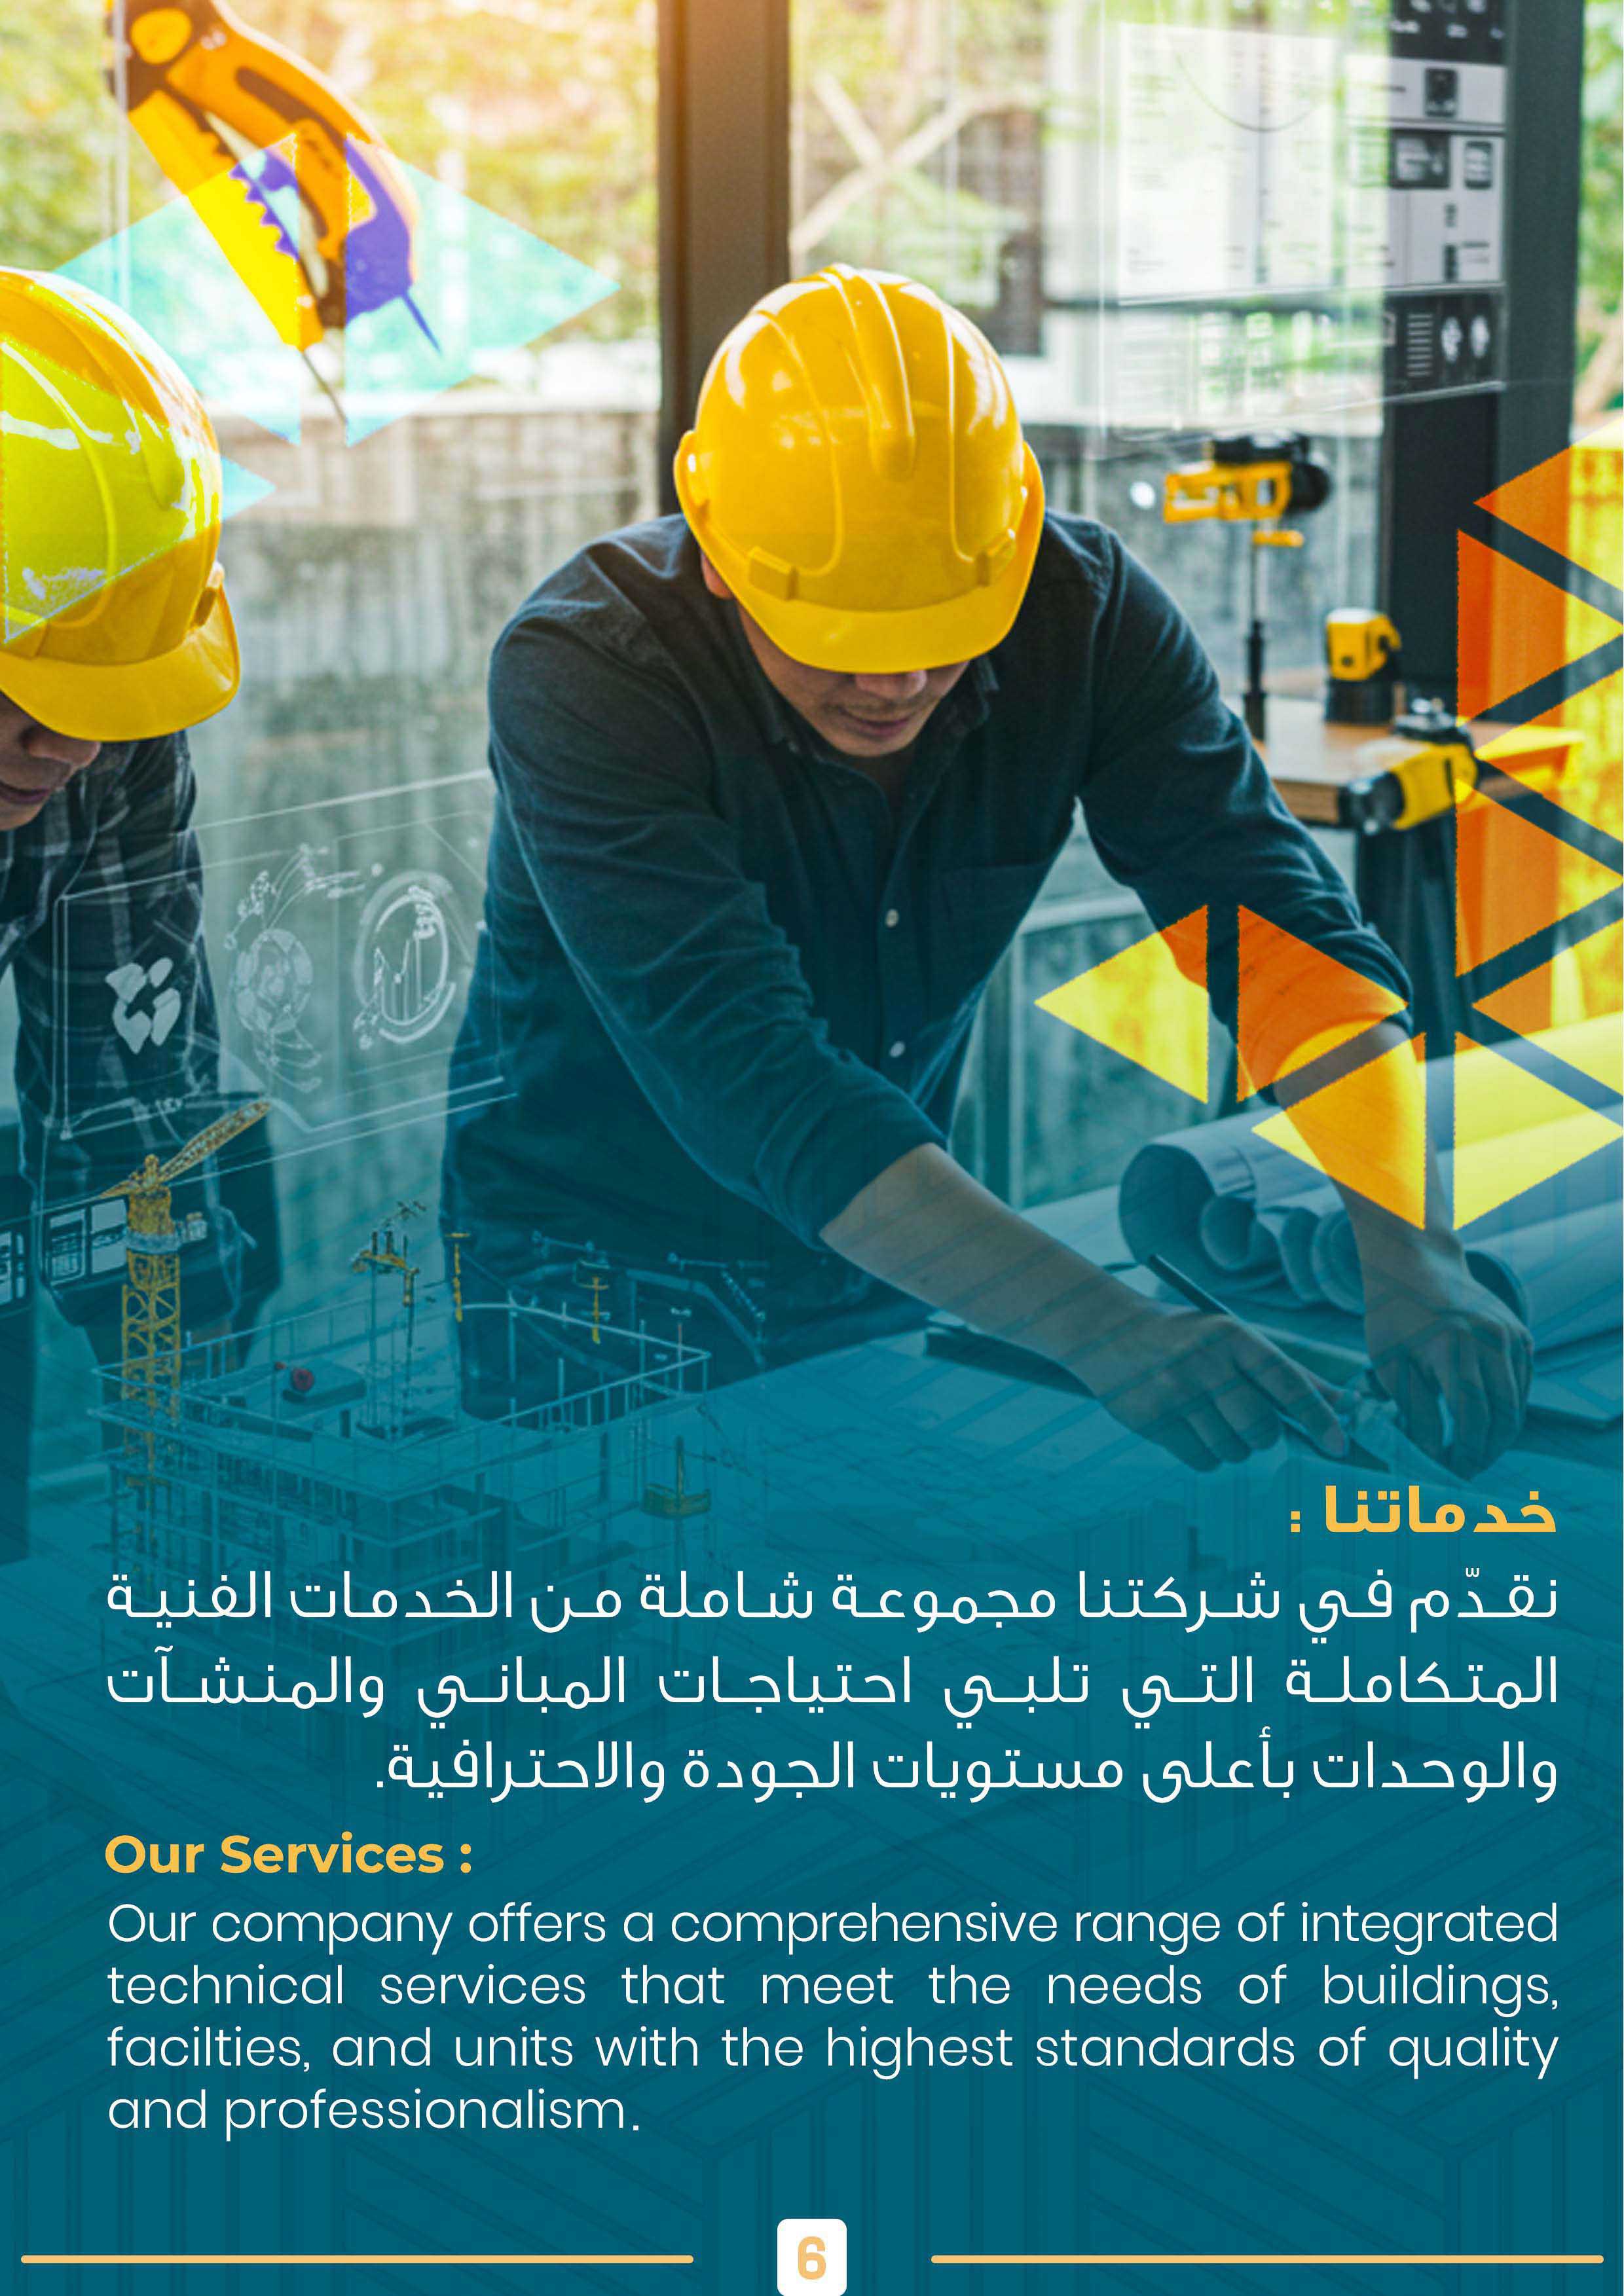 خدماتنا :
نقدّم في شركتنا مجموعة شاملة من الخدمات الفنية
المتكاملة التي تلبي احتياجات المباني والمنشآت
والوحدات بأعلى مستويات الجودة والاحترافية.
Our Services :
Our company offers a comprehensive range of integrated
technical services that meet the needs of buildings,
facilties, and units with the highest standards of quality
and professionalism.
6